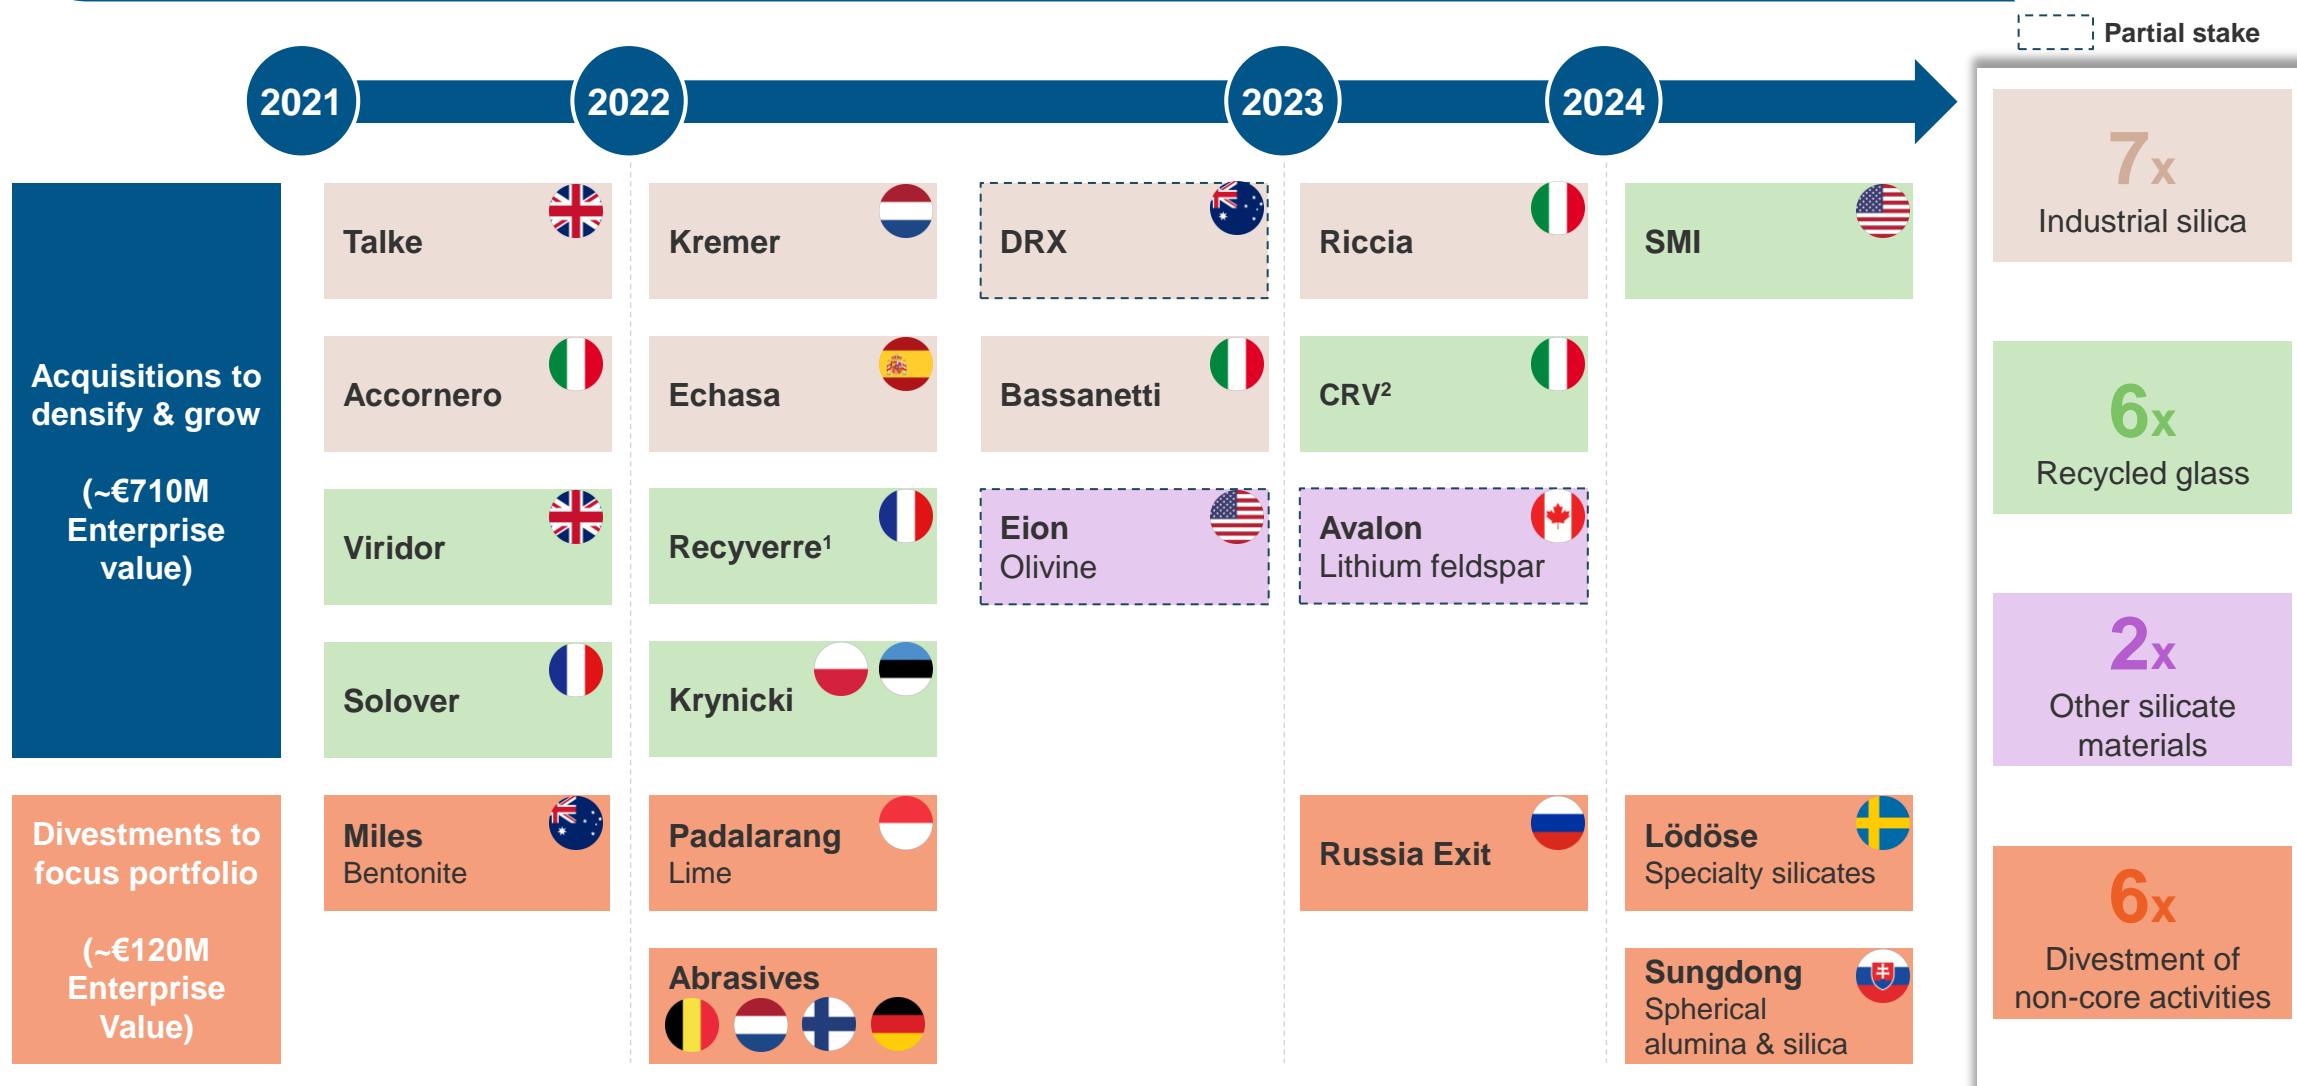 Partial stake
2021
2022
2023
2024
Acquisitions to
densify & grow
(~€710M
Enterprise
value)
Talke
Kremer
DRX
Riccia
SMI
Accornero
Echasa
Bassanetti
CRV²
Viridor
Recyverre¹
Eion
Olivine
Avalon
Lithium feldspar
Solover
Krynicki
Divestments to
focus portfolio
(~€120M
Enterprise
Value)
Miles
Bentonite
Padalarang
Lime
Russia Exit
Lödöse
Specialty silicates
Abrasives
Sungdong
Spherical
alumina & silica
7x
Industrial silica
6x
Recycled glass
2x
Other silicate
materials
6x
Divestment of
non-core activities